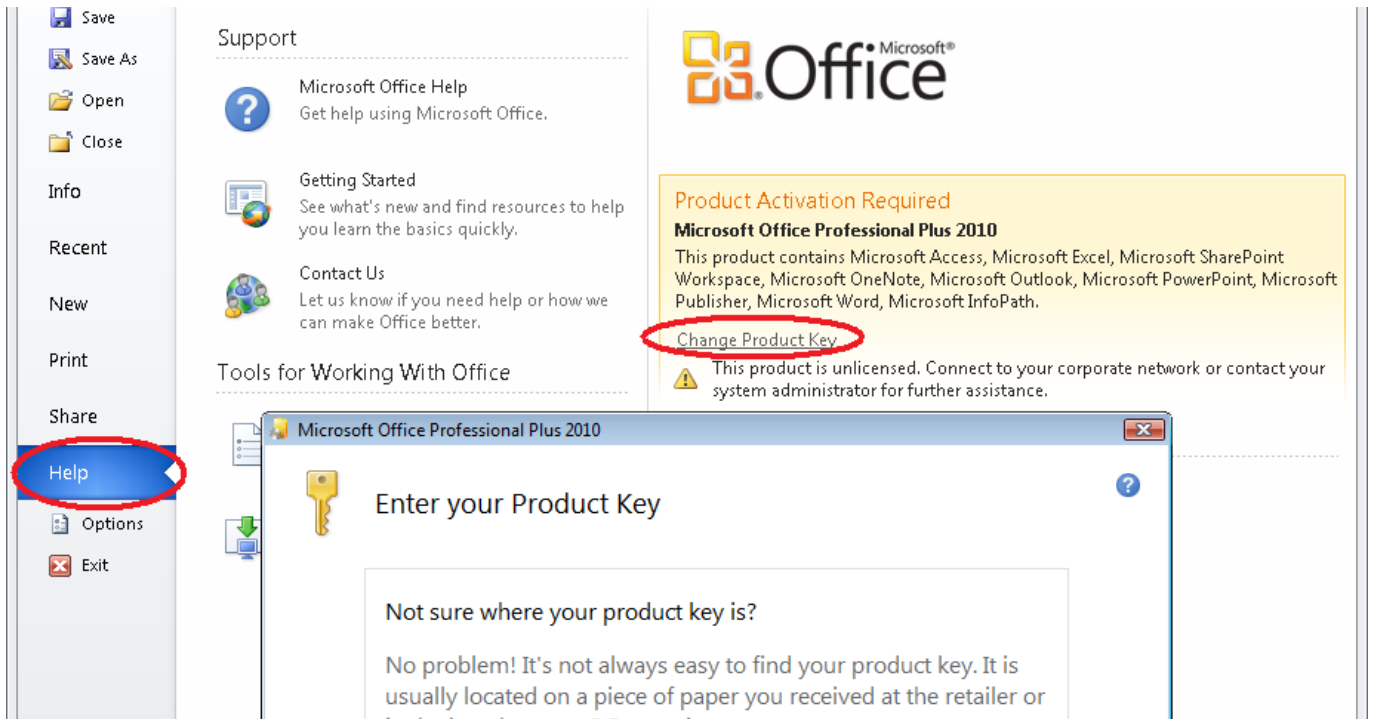 Save
Save As
Open
Close
Info
Recent
New
Print
Share
Help
Options
Exit
Support
Microsoft Office Help
Get help using Microsoft Office.
Getting Started
See what's new and find resources to help
you learn the basics quickly.
Contact Us
Let us know if you need help or how we
can make Office better.
Tools for Working With Office
Microsoft®
Office
Product Activation Required
Microsoft Office Professional Plus 2010
This product contains Microsoft Access, Microsoft Excel, Microsoft SharePoint
Workspace, Microsoft OneNote, Microsoft Outlook, Microsoft PowerPoint, Microsoft
Publisher, Microsoft Word, Microsoft InfoPath.
Change Product Key
This product is unlicensed. Connect to your corporate network or contact your
system administrator for further assistance.
Microsoft Office Professional Plus 2010
Enter your Product Key
Not sure where your product key is?
No problem! It's not always easy to find your product key. It is
usually located on a piece of paper you received at the retailer or